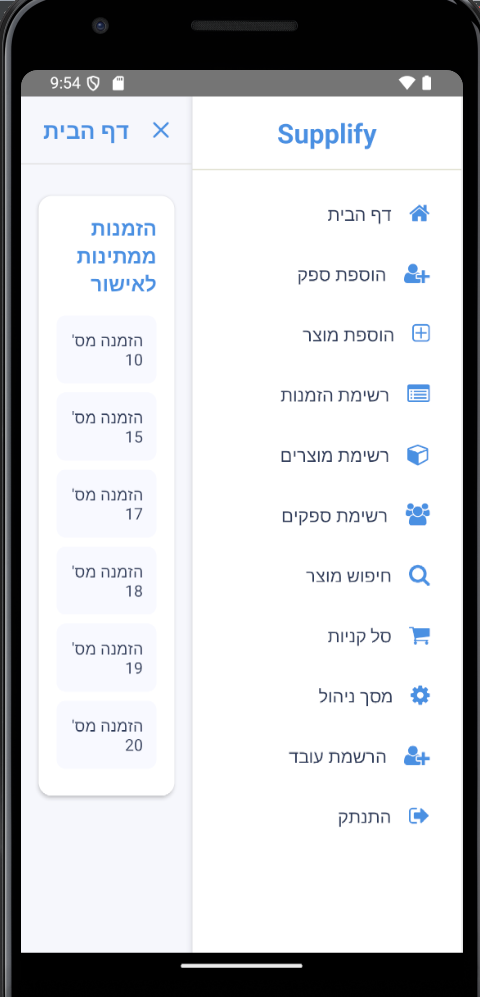 9:54
Supplify
דף הבית
הוספת ספק
הוספת מוצר
רשימת הזמנות
רשימת מוצרים
רשימת ספקים
חיפוש מוצר
סל קניות
מסך ניהול
הרשמת עובד
התנתק
דף הבית
הזמנות
ממתינות
לאישור
הזמנה מס'
10
הזמנה מס'
15
הזמנה מס'
17
הזמנה מס'
18
הזמנה מס'
19
הזמנה מס'
20